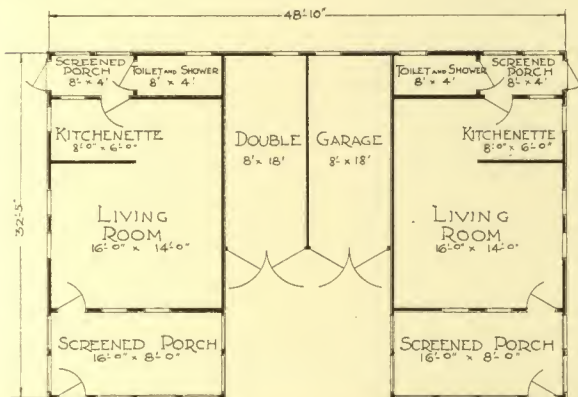 48'-10"
SCREENED PORCH
8'- x 4'-
TOILET AND SHOWER
8' x 4'
KITCHENETTE
8'-0" x 6'-0"
LIVING ROOM
16'-0" x 14'-0"
SCREENED PORCH
16'-0" x 8'-0"
DOUBLE GARAGE
8' x 18' 8'- x 18'
TOILET AND SHOWER
8' x 4'
SCREENED PORCH
8'- x 4'
KITCHENETTE
8'-0" x 6'-0"
LIVING ROOM
16'-0" x 14'-0"
SCREENED PORCH
16'-0" x 8'-0"
32'-5"